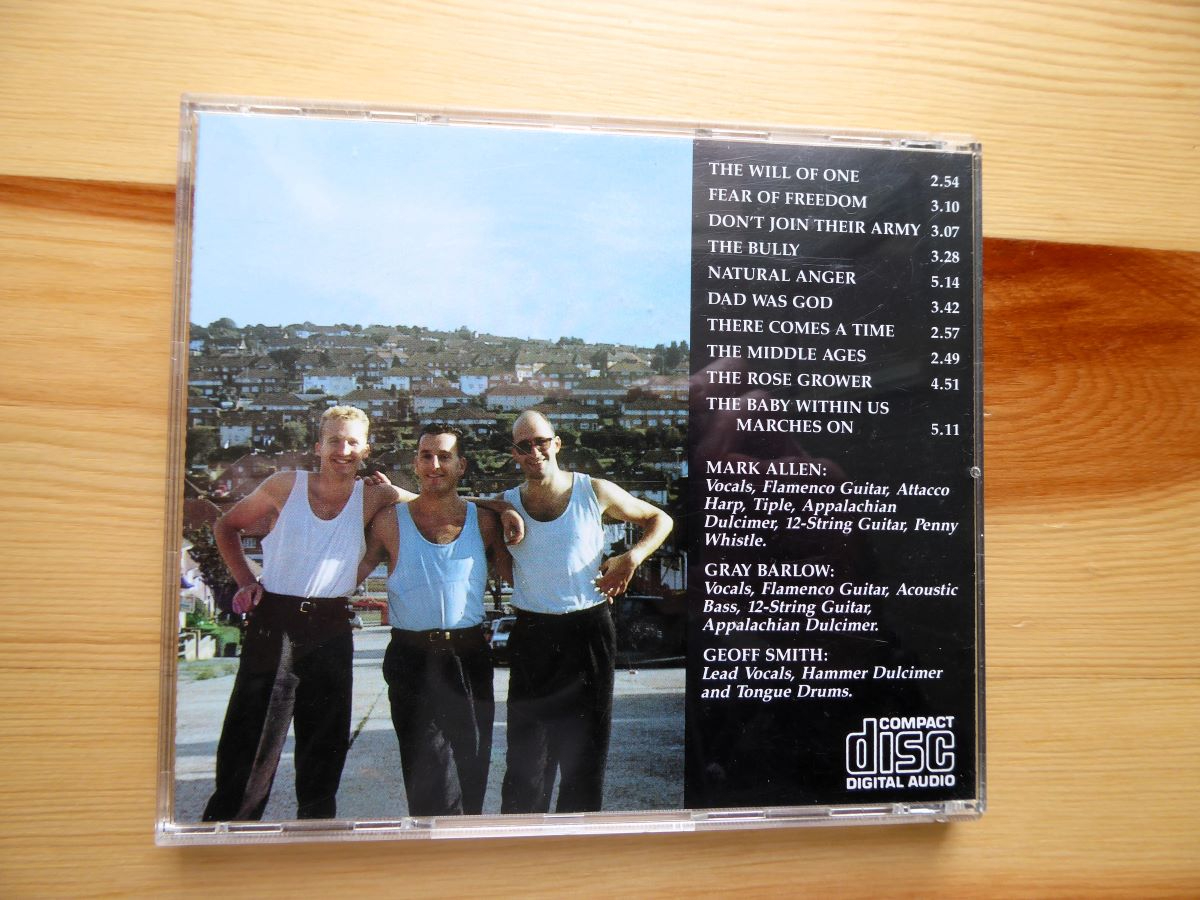 THE WILL OF ONE 2.54
FEAR OF FREEDOM 3.10
DON'T JOIN THEIR ARMY 3.07
THE BULLY 3.28
NATURAL ANGER 5.14
DAD WAS GOD 3.42
THERE COMES A TIME 2.57
THE MIDDLE AGES 2.49
THE ROSE GROWER 4.51
THE BABY WITHIN US
MARCHES ON 5.11
MARK ALLEN:
Vocals, Flamenco Guitar, Attacco
Harp, Tiple, Appalachian
Dulcimer, 12-String Guitar, Penny
Whistle.
GRAY BARLOW:
Vocals, Flamenco Guitar, Acoustic
Bass, 12-String Guitar,
Appalachian Dulcimer.
GEOFF SMITH:
Lead Vocals, Hammer Dulcimer
and Tongue Drums.
COMPACT
disc
DIGITAL AUDIO